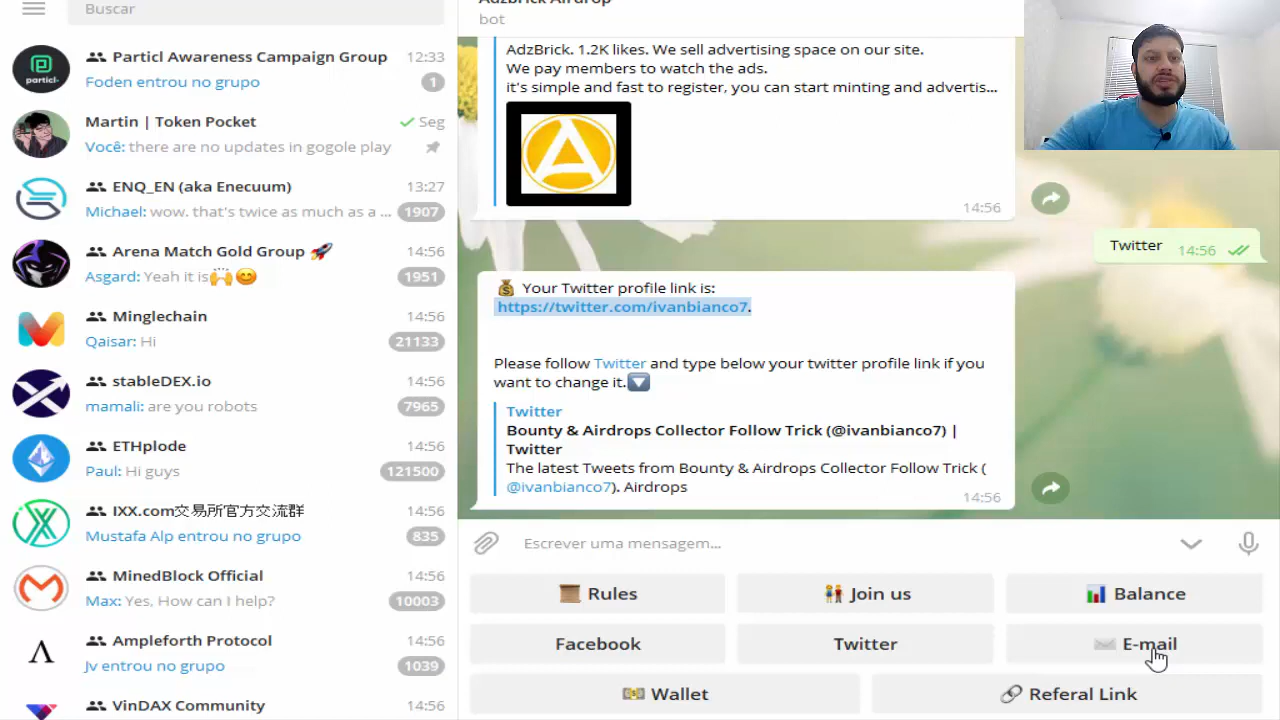 Buscar
Particl Awareness Campaign Group 12:33
Foden entrou no grupo 1
particl
Martin | Token Pocket Seg
Você: there are no updates in gogole play
ENQ_EN (aka Enecuum) 13:27
Michael: wow. that's twice as much as a ... 1907
Arena Match Gold Group 🚀 14:56
Asgard: Yeah it is🙌😊 1951
Minglechain 14:56
Qaisar: Hi 21133
stableDEX.io 14:56
mamali: are you robots 7965
ETHplode 14:56
Paul: Hi guys 121500
IXX.com交易所官方交流群 14:56
Mustafa Alp entrou no grupo 835
MinedBlock Official 14:56
Max: Yes, How can I help? 10003
Ampleforth Protocol 14:56
Jv entrou no grupo 1039
VinDAX Community 14:56
AdzBrick Airdrop
bot
AdzBrick. 1.2K likes. We sell advertising space on our site.
We pay members to watch the ads.
it's simple and fast to register, you can start minting and advertis...
14:56
Twitter 14:56
💰 Your Twitter profile link is:
https://twitter.com/ivanbianco7.
Please follow Twitter and type below your twitter profile link if you
want to change it.🔽
Twitter
Bounty & Airdrops Collector Follow Trick (@ivanbianco7) |
Twitter
The latest Tweets from Bounty & Airdrops Collector Follow Trick (
@ivanbianco7). Airdrops
14:56
Escrever uma mensagem...
📜 Rules
👫 Join us
📊 Balance
Facebook
Twitter
✉️ E-mail
💵 Wallet
🔗 Referal Link